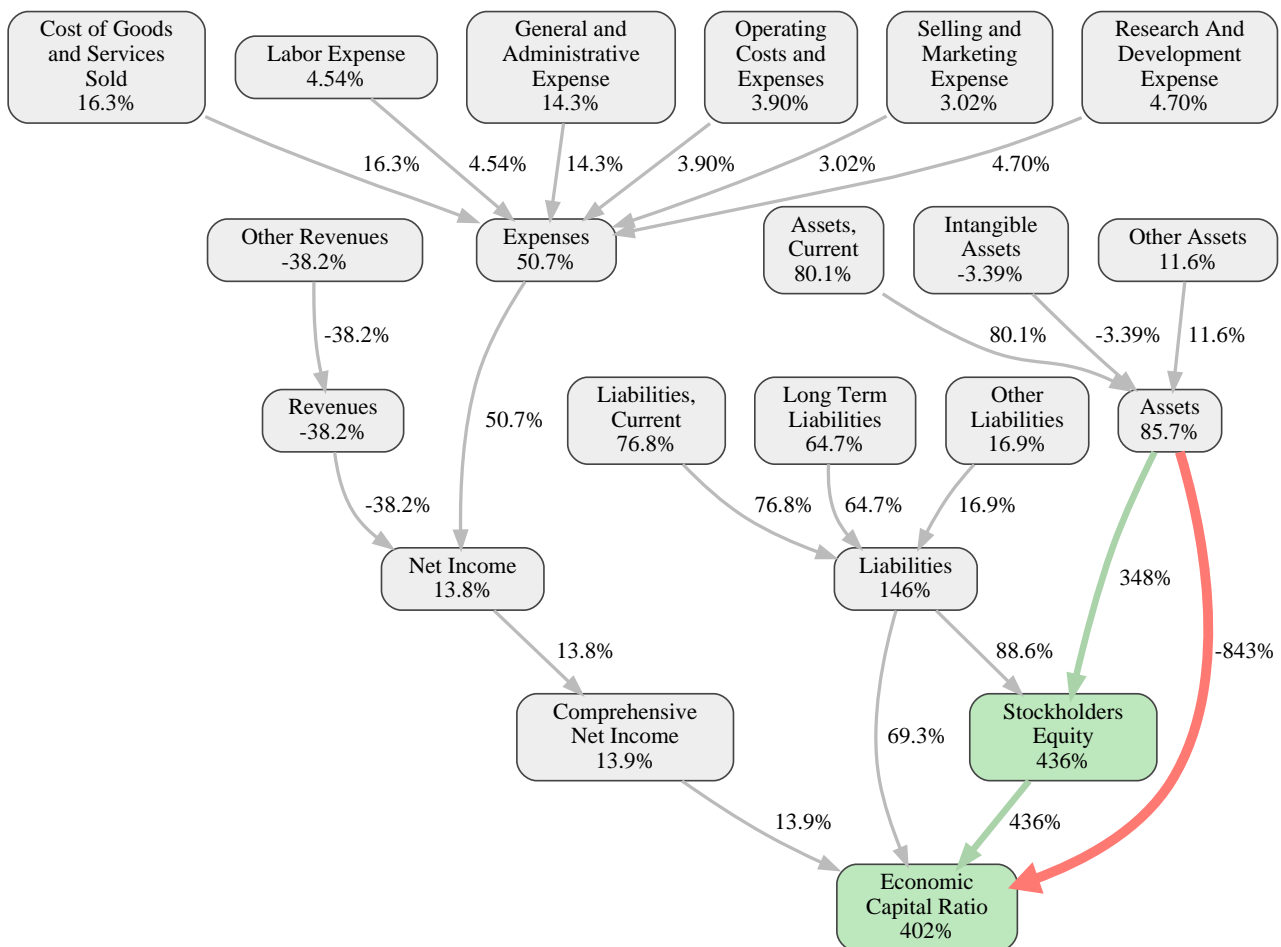 Cost of Goods
and Services
Sold
16.3%
Labor Expense
4.54%
General and
Administrative
Expense
14.3%
Operating
Costs and
Expenses
3.90%
Selling and
Marketing
Expense
3.02%
Research And
Development
Expense
4.70%
16.3%
4.54%
14.3%
3.90%
3.02%
4.70%
Other Revenues
-38.2%
Expenses
50.7%
Assets,
Current
80.1%
Intangible
Assets
-3.39%
Other Assets
11.6%
-38.2%
80.1%
-3.39%
11.6%
Revenues
-38.2%
50.7%
Liabilities,
Current
76.8%
Long Term
Liabilities
64.7%
Other
Liabilities
16.9%
Assets
85.7%
-38.2%
76.8%
64.7%
16.9%
Net Income
13.8%
Liabilities
146%
348%
13.8%
88.6%
-843%
Comprehensive
Net Income
13.9%
69.3%
Stockholders
Equity
436%
13.9%
436%
Economic
Capital Ratio
402%